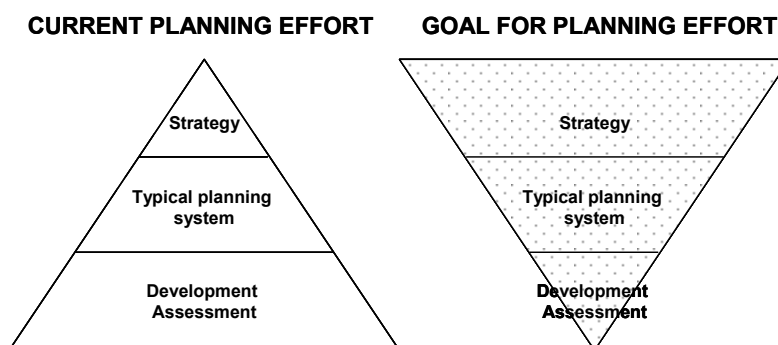 CURRENT PLANNING EFFORT
Strategy
Typical planning
system
Development
Assessment
GOAL FOR PLANNING EFFORT
Strategy
Typical planning
system
Development
Assessment